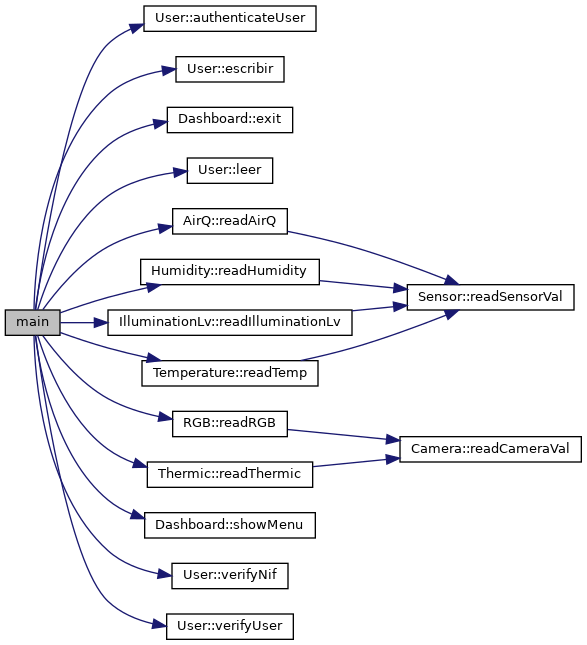 User::authenticateUser
User::escribir
Dashboard::exit
User::leer
AirQ::readAirQ
Humidity::readHumidity
Sensor::readSensorVal
main
IlluminationLv::readIlluminationLv
Temperature::readTemp
RGB::readRGB
Camera::readCameraVal
Thermic::readThermic
Dashboard::showMenu
User::verifyNif
User::verifyUser